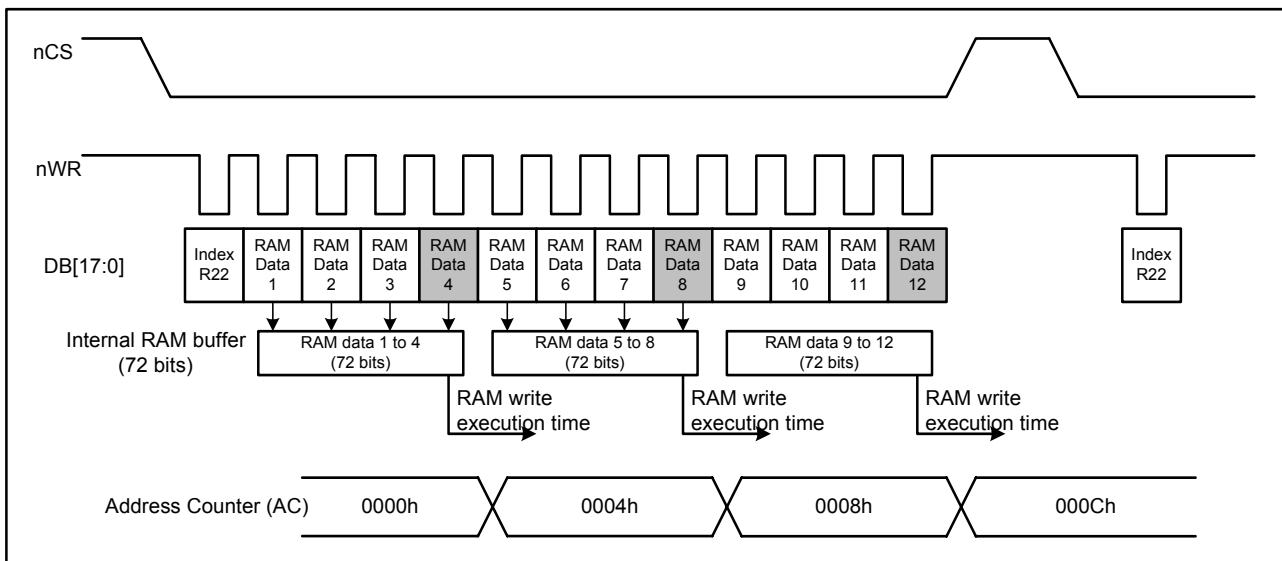 nCS
nWR
DB[17:0]
Index
R22
RAM
Data
1
RAM
Data
2
RAM
Data
3
RAM
Data
4
RAM
Data
5
RAM
Data
6
RAM
Data
7
RAM
Data
8
RAM
Data
9
RAM
Data
10
RAM
Data
11
RAM
Data
12
Index
R22
Internal RAM buffer
(72 bits)
RAM data 1 to 4
(72 bits)
RAM data 5 to 8
(72 bits)
RAM data 9 to 12
(72 bits)
RAM write
execution time
RAM write
execution time
RAM write
execution time
Address Counter (AC)
0000h
0004h
0008h
000Ch